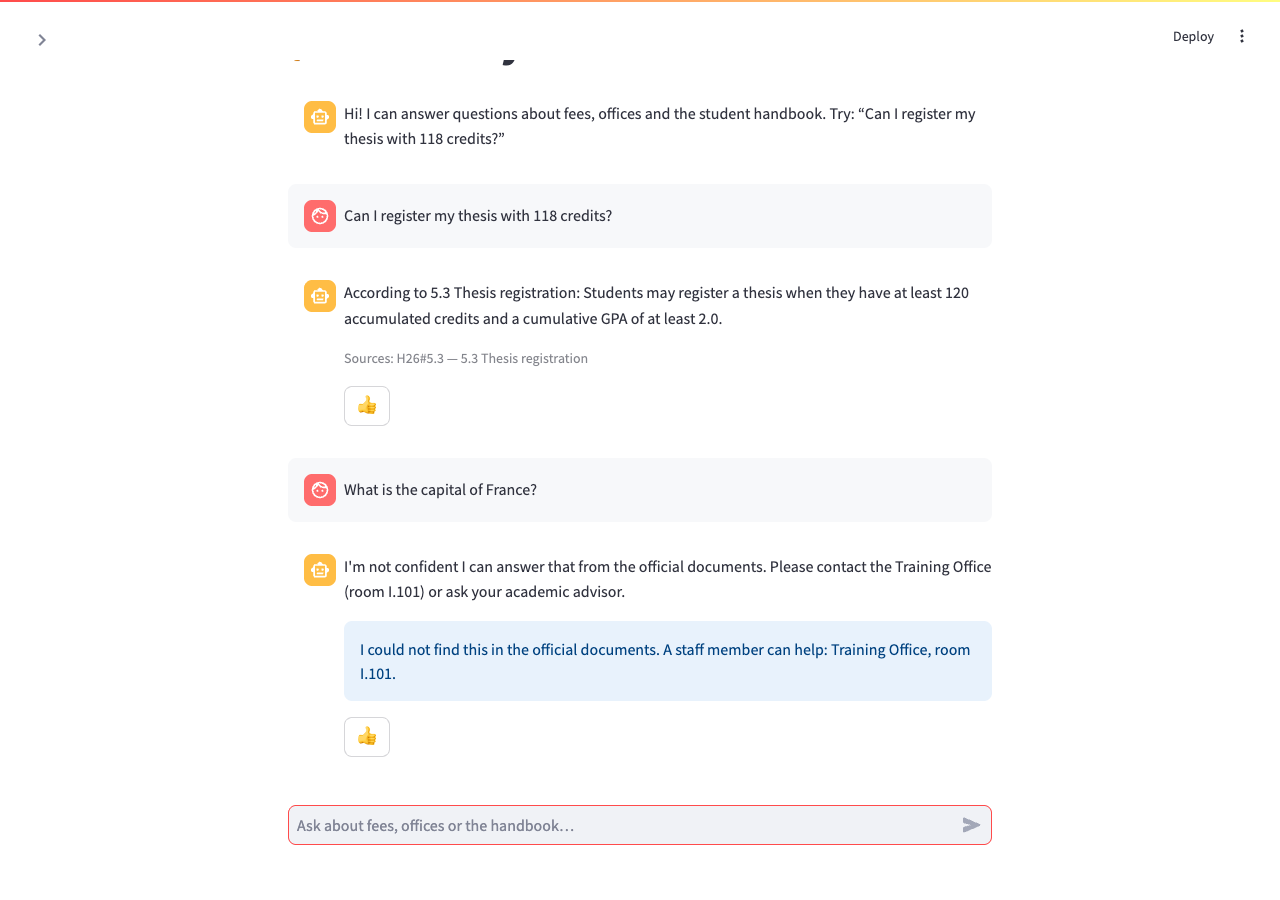 Deploy
Hi! I can answer questions about fees, offices and the student handbook. Try: “Can I register my
thesis with 118 credits?”
Can I register my thesis with 118 credits?
According to 5.3 Thesis registration: Students may register a thesis when they have at least 120
accumulated credits and a cumulative GPA of at least 2.0.
Sources: H26#5.3 — 5.3 Thesis registration
What is the capital of France?
I'm not confident I can answer that from the official documents. Please contact the Training Office
(room I.101) or ask your academic advisor.
I could not find this in the official documents. A staff member can help: Training Office, room
I.101.
Ask about fees, offices or the handbook…